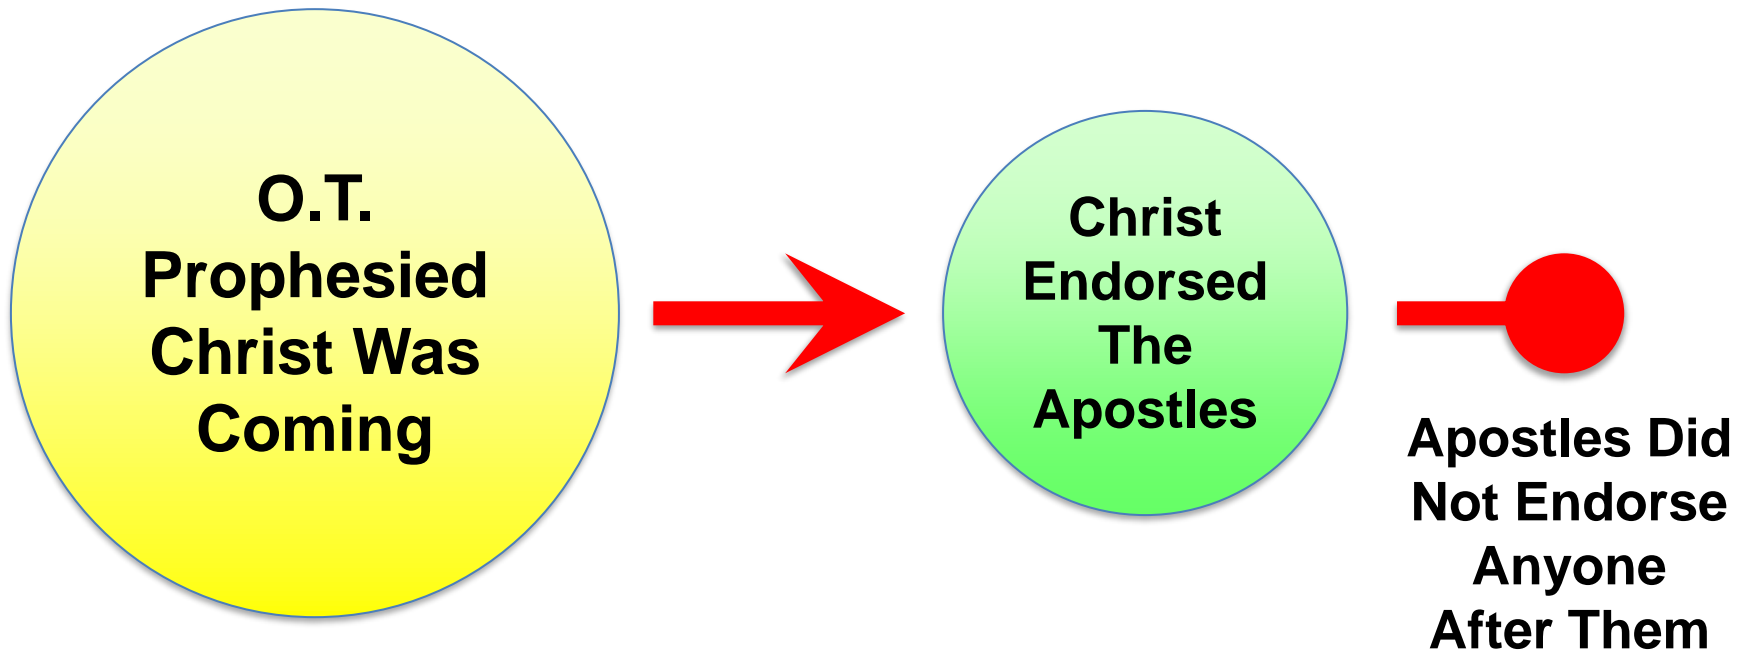 O.T.
Prophesied
Christ Was
Coming
Christ
Endorsed
The
Apostles
Apostles Did
Not Endorse
Anyone
After Them